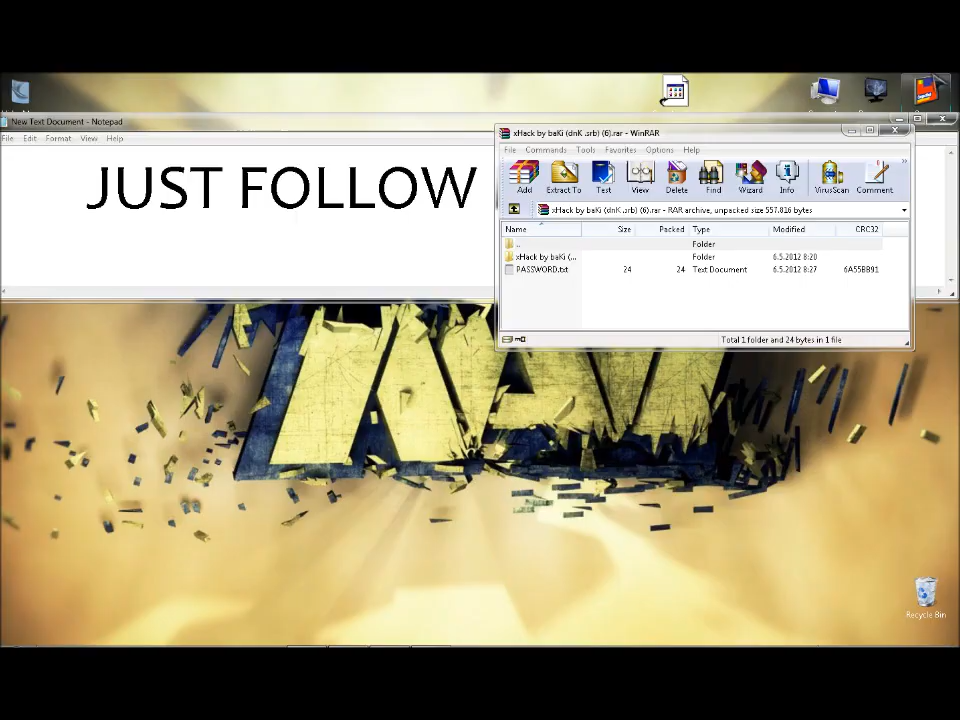 New Text Document - Notepad
File Edit Format View Help
JUST FOLLOW
xHack by baKi (dnK .srb) (6).rar - WinRAR
File Commands Tools Favorites Options Help
Add Extract To Test View Delete Find Wizard Info VirusScan Comment
xHack by baKi (dnK .srb) (6).rar - RAR archive, unpacked size 557.816 bytes
Name Size Packed Type Modified CRC32
.. Folder
xHack by baKi (... Folder 6.5.2012 8:20
PASSWORD.txt 24 24 Text Document 6.5.2012 8:27 6A55BB91
Total 1 folder and 24 bytes in 1 file
Recycle Bin